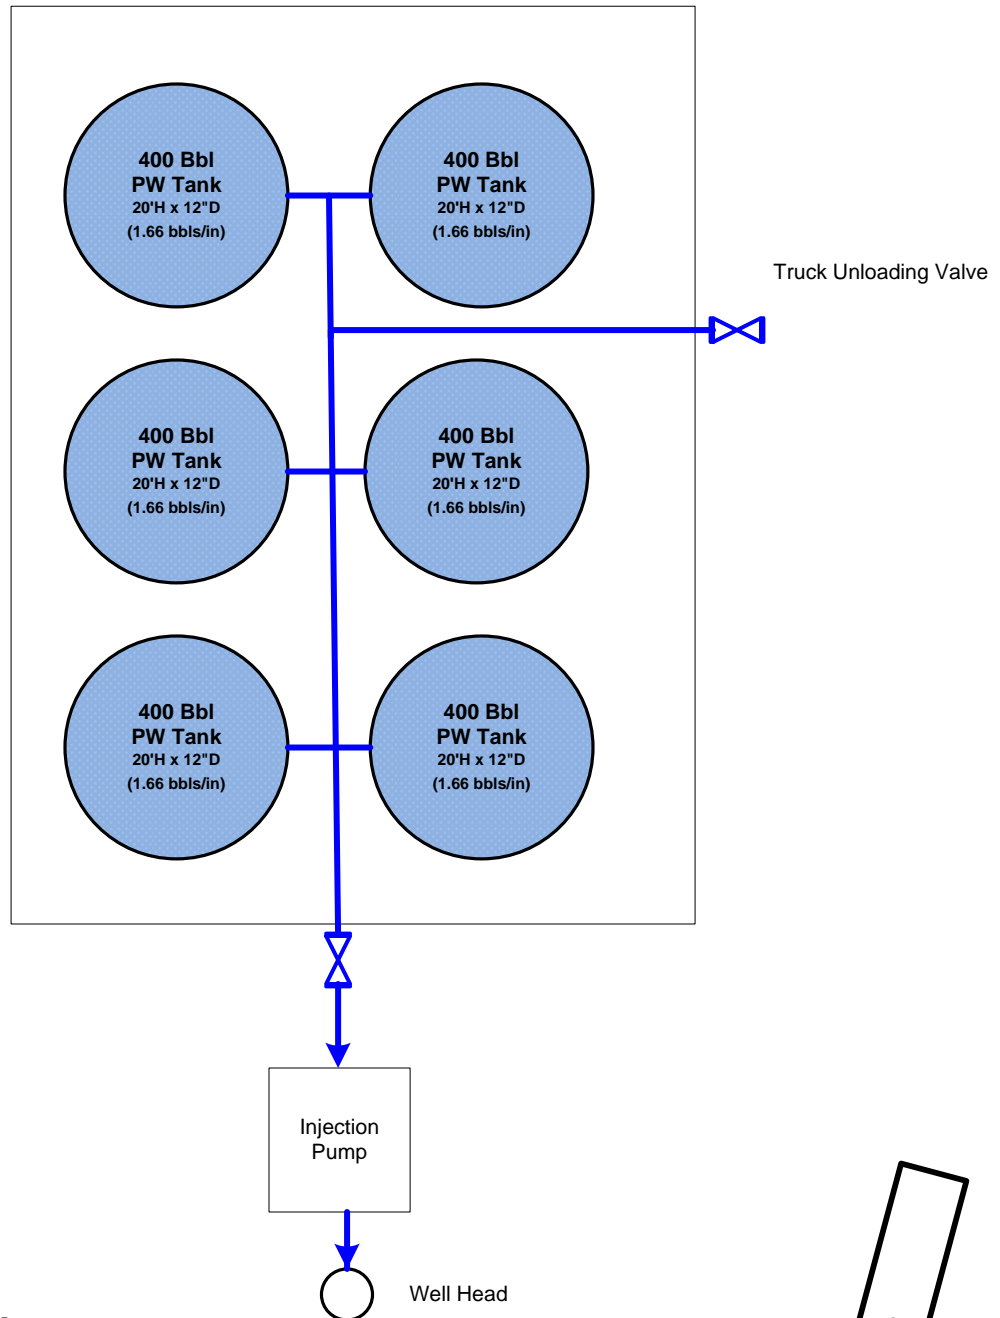 400 Bbl
PW Tank
20'H x 12"D
(1.66 bbls/in)
400 Bbl
PW Tank
20'H x 12"D
(1.66 bbls/in)
Truck Unloading Valve
400 Bbl
PW Tank
20'H x 12"D
(1.66 bbls/in)
400 Bbl
PW Tank
20'H x 12"D
(1.66 bbls/in)
400 Bbl
PW Tank
20'H x 12"D
(1.66 bbls/in)
400 Bbl
PW Tank
20'H x 12"D
(1.66 bbls/in)
Injection
Pump
Well Head